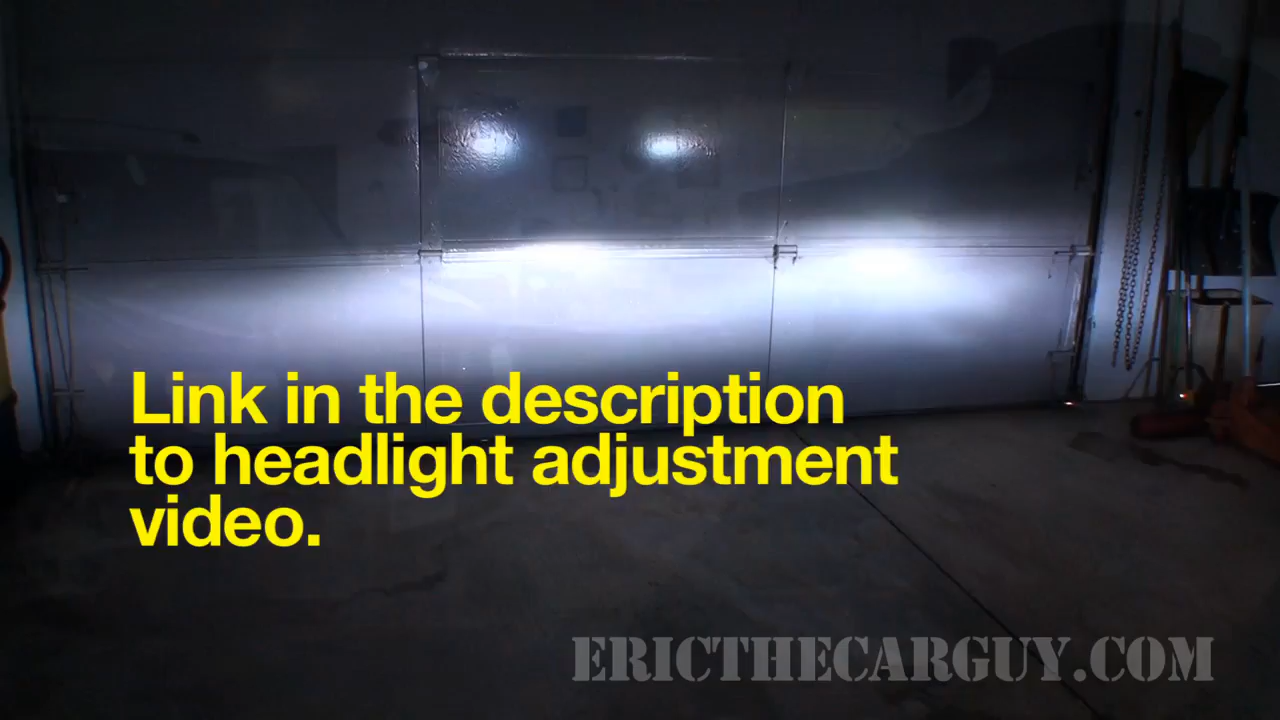 Link in the description
to headlight adjustment
video.
ERICTHECARGUY.COM